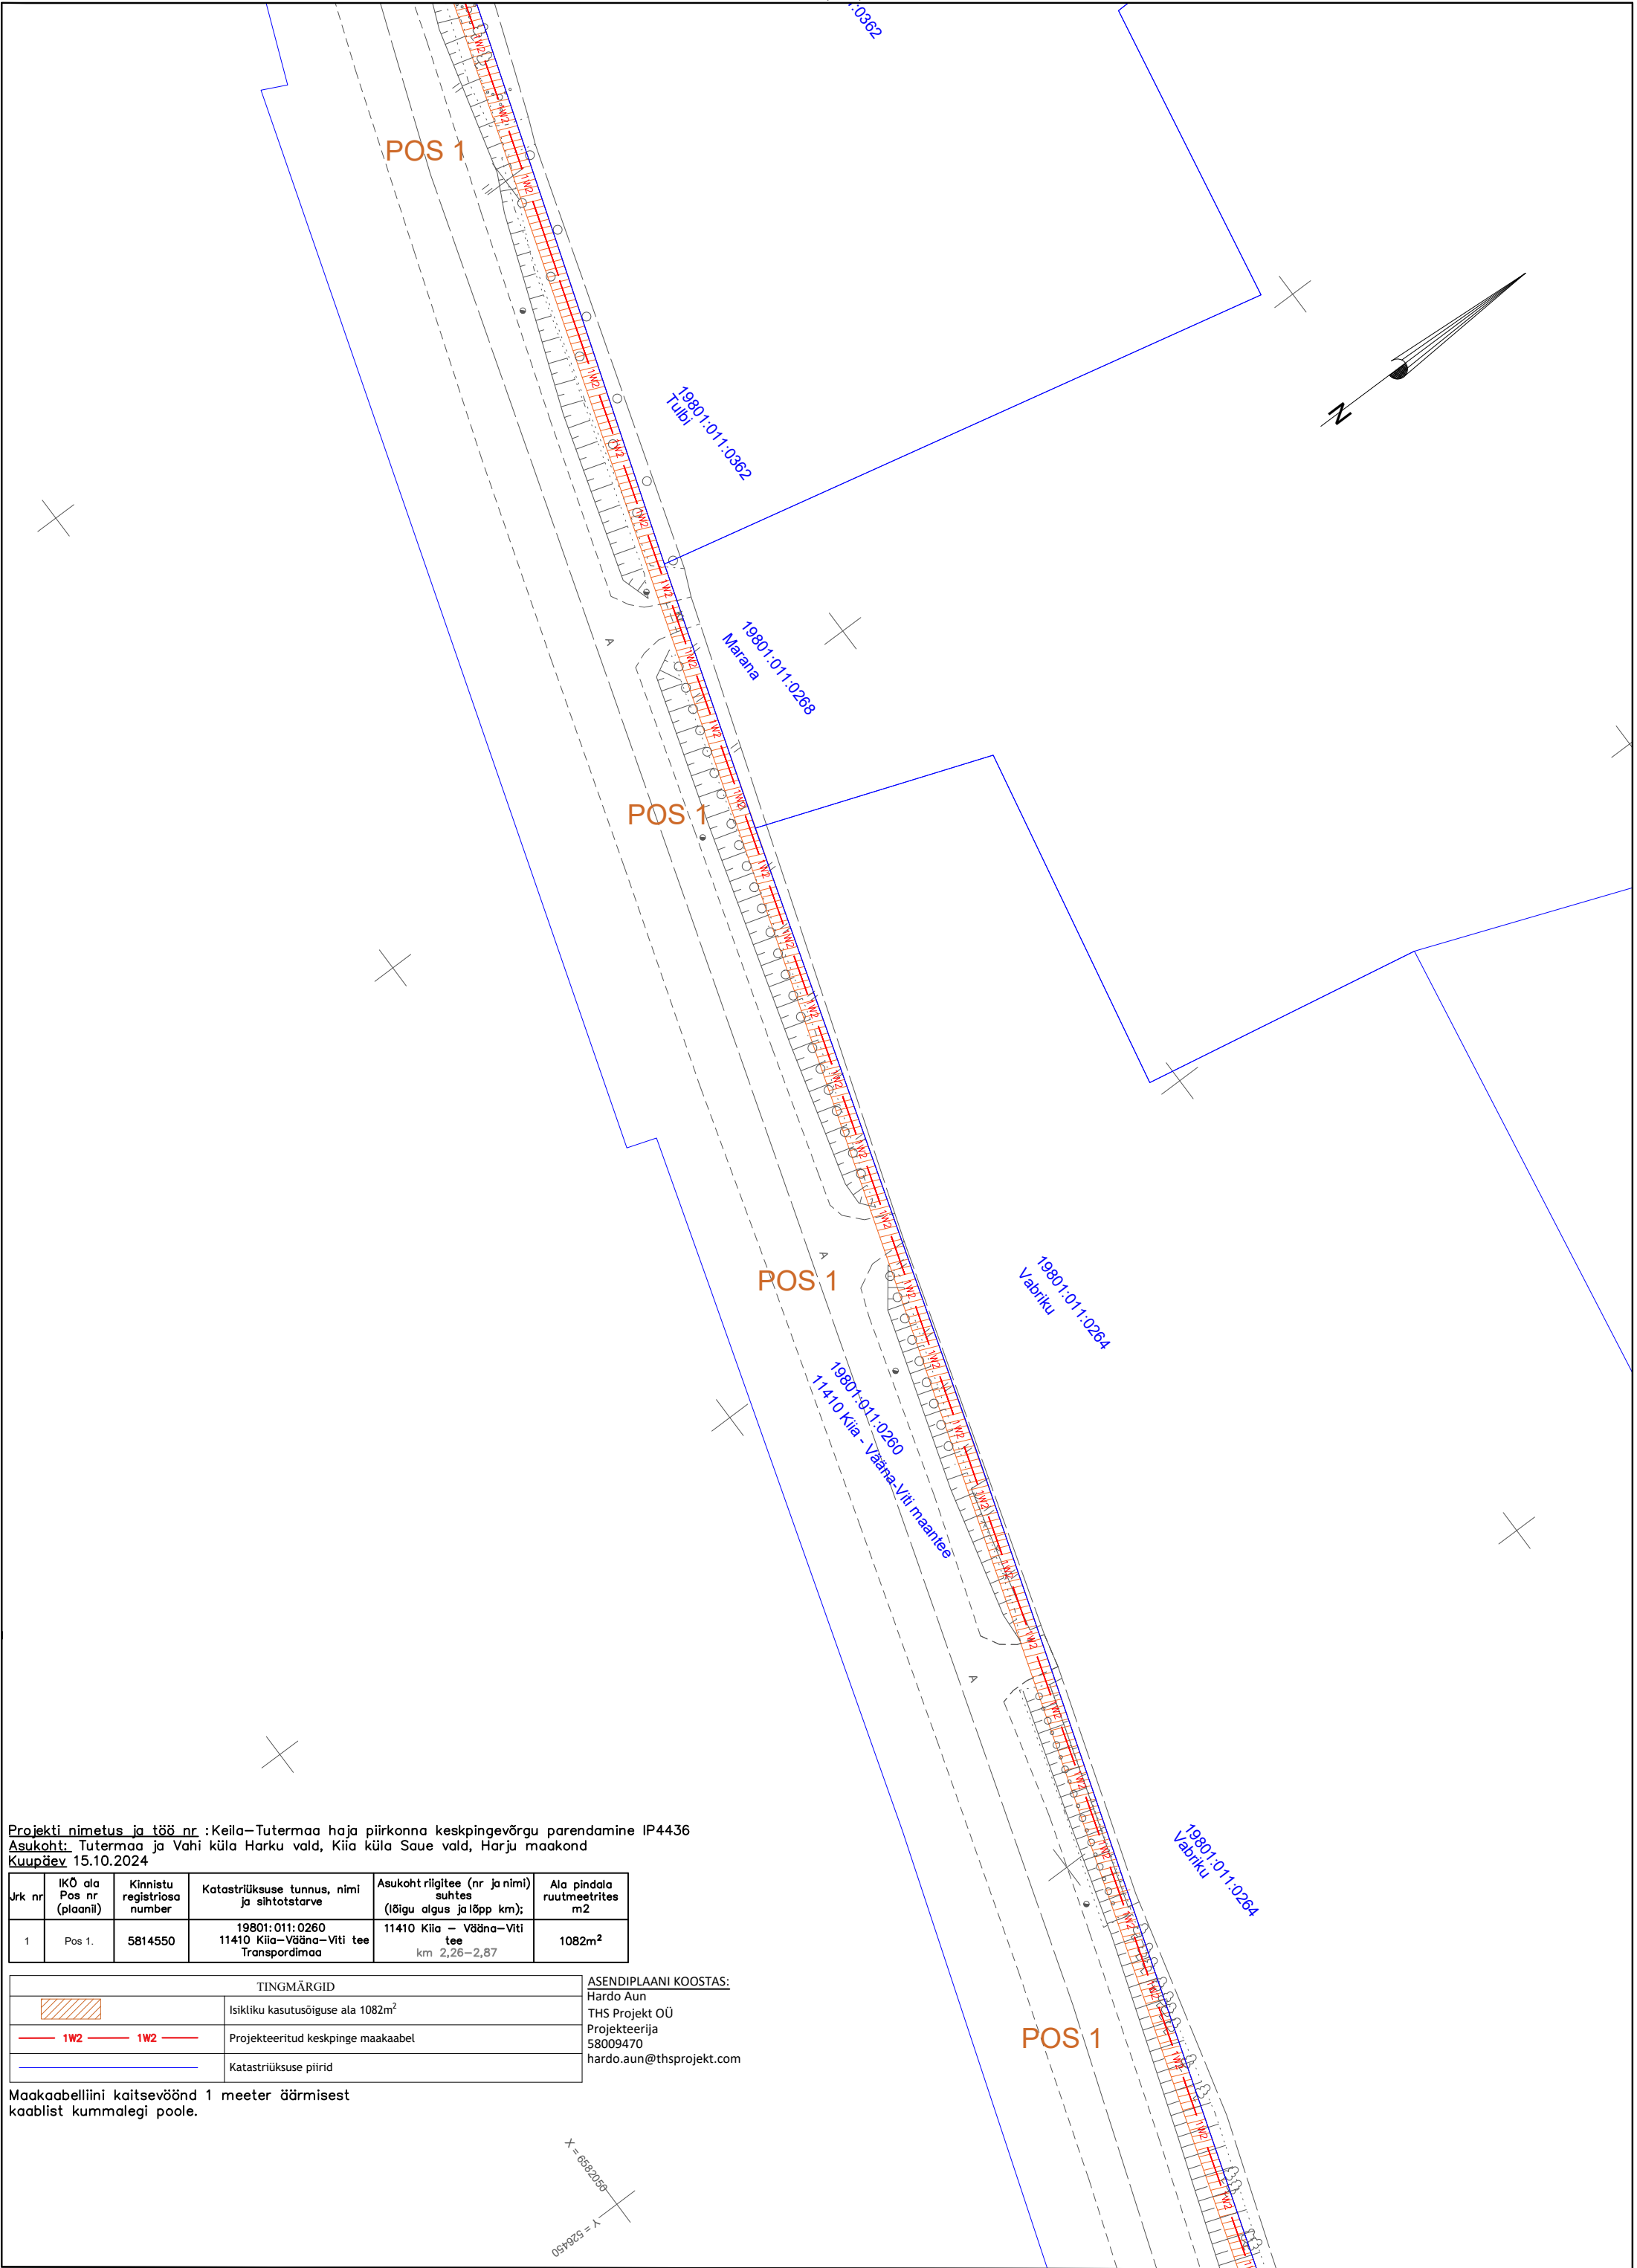 :0362
POS 1
N
19801:011:0362
Tulbi
A
19801:011:0268
Marana
POS 1
A
POS 1
19801:011:0264
Vabriku
19801:011:0260
11410 Kiia - Vääna-Viti maantee
A
19801:011:0264
Vabriku
POS 1
1W2
Projekti nimetus ja töö nr :Keila-Tutermaa haja piirkonna keskpingevõrgu parendamine IP4436
Asukoht: Tutermaa ja Vahi küla Harku vald, Kiia küla Saue vald, Harju maakond
Kuupäev 15.10.2024
Jrk nr
IKÕ ala
Pos nr
(plaanil)
Kinnistu
registriosa
number
Katastriüksuse tunnus, nimi
ja sihtotstarve
Asukoht riigitee (nr ja nimi)
suhtes
(lõigu algus ja lõpp km);
Ala pindala
ruutmeetrites
m2
1
Pos 1.
5814550
19801:011:0260
11410 Kiia-Vääna-Viti tee
Transpordimaa
11410 Kiia - Vääna-Viti
tee
km 2,26-2,87
1082m²
TINGMÄRGID
Isikliku kasutusõiguse ala 1082m²
1W2 1W2
Projekteeritud keskpinge maakaabel
Katastriüksuse piirid
ASENDIPLAANI KOOSTAS:
Hardo Aun
THS Projekt OÜ
Projekteerija
58009470
hardo.aun@thsprojekt.com
Maakaabelliini kaitsevöönd 1 meeter äärmisest
kaablist kummalegi poole.
X = 6582050
Y = 526450